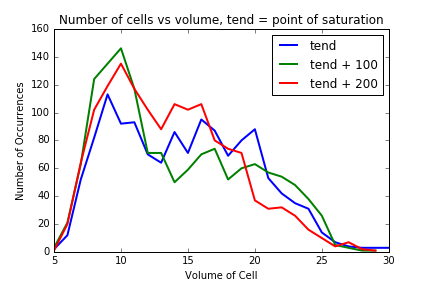 Number of cells vs volume, tend = point of saturation
160
140
120
100
80
60
40
20
0
Number of Occurrences
tend
tend + 100
tend + 200
5
10
15
20
25
30
Volume of Cell